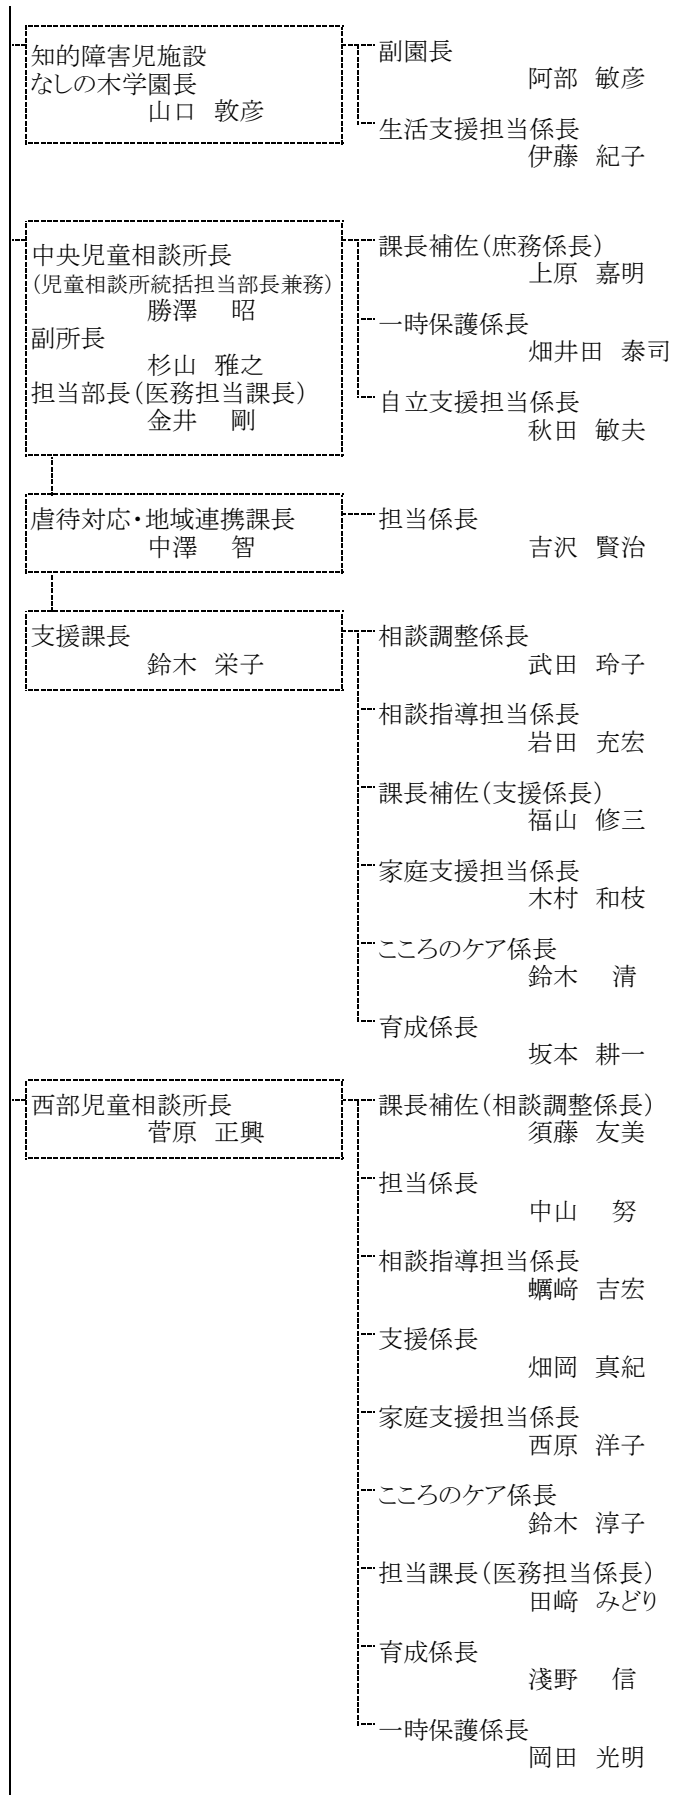 知的障害児施設
なしの木学園長
山口　敦彦
副園長
阿部　敏彦
生活支援担当係長
伊藤　紀子
中央児童相談所長
(児童相談所統括担当部長兼務)
勝澤　昭
副所長
杉山　雅之
担当部長(医務担当課長)
金井　剛
課長補佐(庶務係長)
上原　嘉明
一時保護係長
畑井田　泰司
自立支援担当係長
秋田　敏夫
虐待対応・地域連携課長
中澤　智
担当係長
吉沢　賢治
支援課長
鈴木　栄子
相談調整係長
武田　玲子
相談指導担当係長
岩田　充宏
課長補佐(支援係長)
福山　修三
家庭支援担当係長
木村　和枝
こころのケア係長
鈴木　清
育成係長
坂本　耕一
西部児童相談所長
菅原　正興
課長補佐(相談調整係長)
須藤　友美
担当係長
中山　努
相談指導担当係長
蠣﨑　吉宏
支援係長
畑岡　真紀
家庭支援担当係長
西原　洋子
こころのケア係長
鈴木　淳子
担当課長(医務担当係長)
田﨑　みどり
育成係長
淺野　信
一時保護係長
岡田　光明